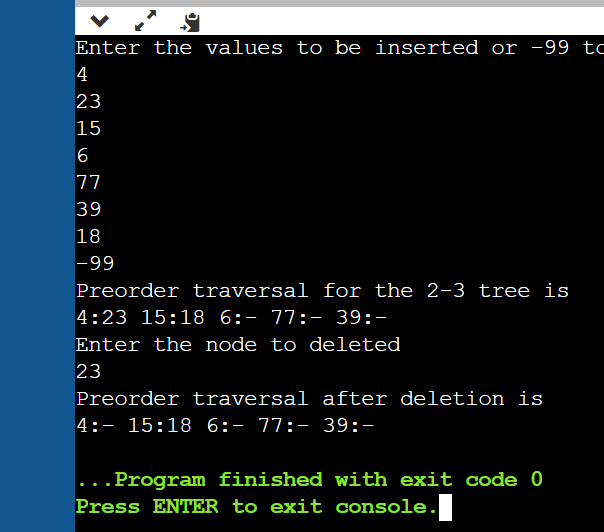 Enter the values to be inserted or -99 to
4
23
15
6
77
39
18
-99
Preorder traversal for the 2-3 tree is
4:23 15:18 6:- 77:- 39:-
Enter the node to deleted
23
Preorder traversal after deletion is
4:- 15:18 6:- 77:- 39:-
...Program finished with exit code 0
Press ENTER to exit console.